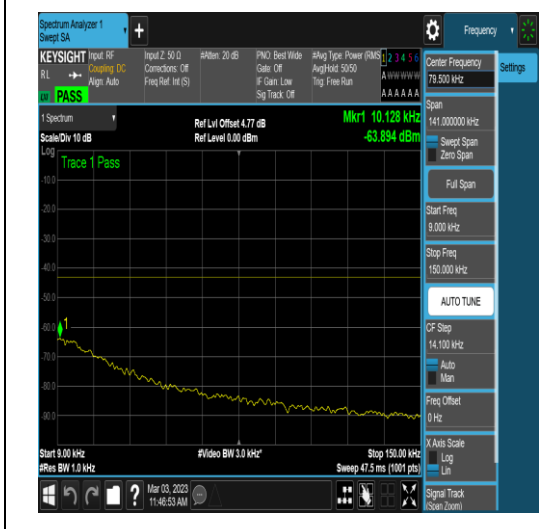 Spectrum Analyzer 1
Swept SA
+
Frequency
KEYSIGHT
RL
PASS
Input: RF
Coupling: DC
Align: Auto
Input Z: 50 Ω
Corrections: Off
Freq Ref: Int (S)
#Atten: 20 dB
PNO: Best Wide
Gate: Off
IF Gain: Low
Sig Track: Off
#Avg Type: Power (RMS
Avg|Hold: 50/50
Trig: Free Run
1 2 3 4 5 6
A W W W W W
A A A A A A
1 Spectrum
Scale/Div 10 dB
Log
Ref Lvl Offset 4.77 dB
Ref Level 0.00 dBm
Mkr1 10.128 kHz
-63.894 dBm
Trace 1 Pass
-10.0
-20.0
-30.0
-40.0
-50.0
-60.0
-70.0
-80.0
-90.0
1
Start 9.00 kHz
#Res BW 1.0 kHz
#Video BW 3.0 kHz*
Stop 150.00 kHz
Sweep 47.5 ms (1001 pts)
Mar 03, 2023
11:46:53 AM
?
Center Frequency
79.500 kHz
Settings
Span
141.000000 kHz
Swept Span
Zero Span
Full Span
Start Freq
9.000 kHz
Stop Freq
150.000 kHz
AUTO TUNE
CF Step
14.100 kHz
Auto
Man
Freq Offset
0 Hz
X Axis Scale
Log
Lin
Signal Track
(Span Zoom)